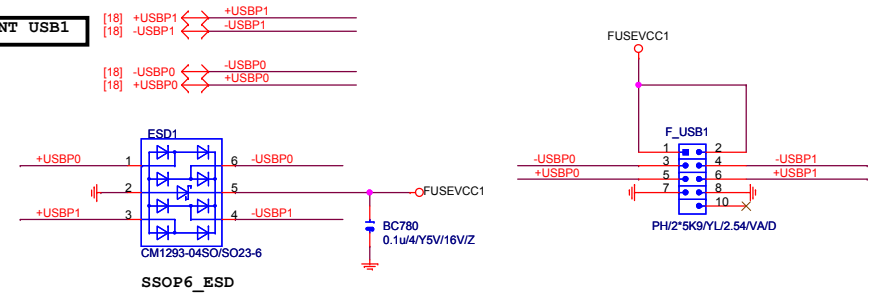 NT USB1
[18] +USBP1 +USBP1
[18] -USBP1 -USBP1
[18] -USBP0 -USBP0
[18] +USBP0 +USBP0
FUSEVCC1
ESD1
+USBP0 1 6 -USBP0
2 5 FUSEVCC1
+USBP1 3 4 -USBP1
BC780
0.1u/4/Y5V/16V/Z
CM1293-04SO/SO23-6
SSOP6_ESD
F_USB1
1 2
-USBP0 3 4 -USBP1
+USBP0 5 6 +USBP1
7 8
10
PH/2*5K9/YL/2.54/VA/D